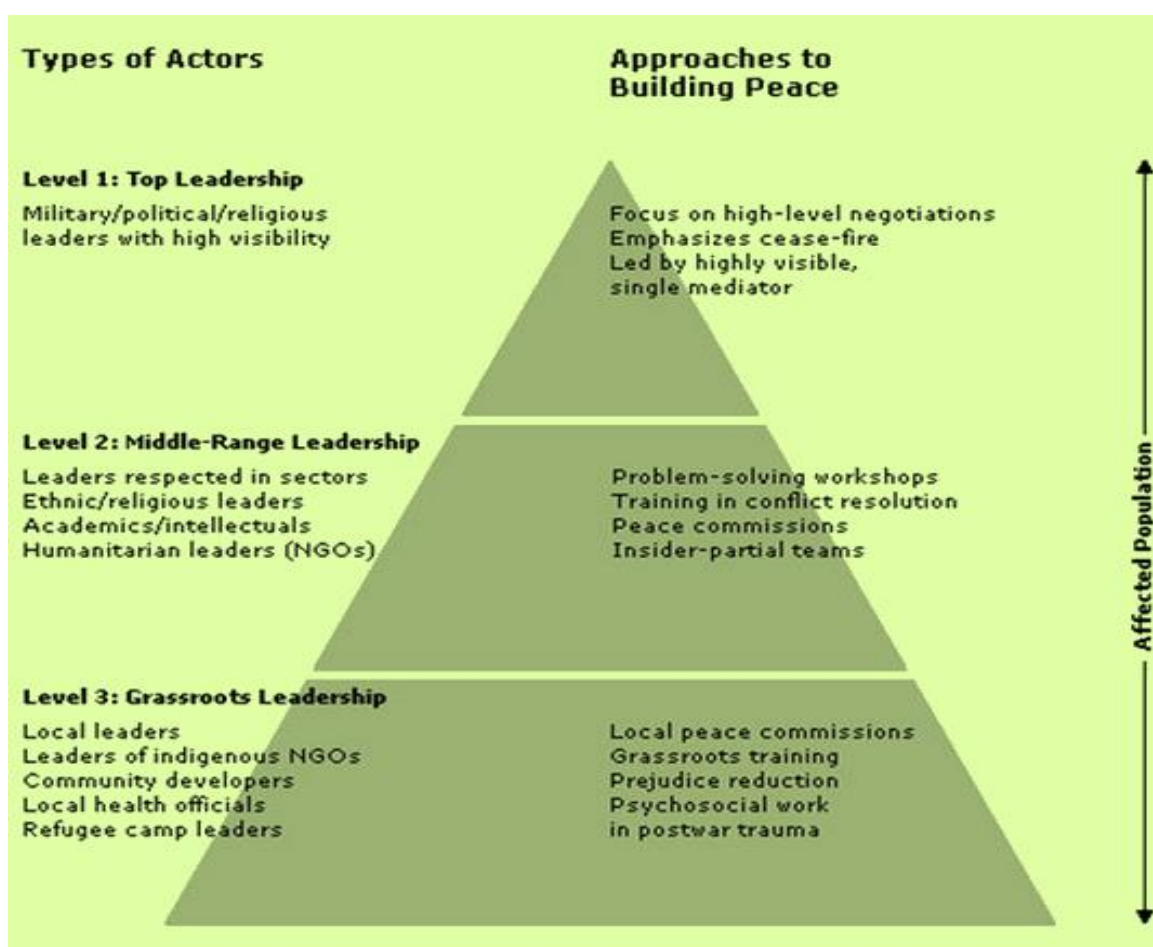 Types of Actors
Approaches to
Building Peace
Level 1: Top Leadership
Military/political/religious
leaders with high visibility
Focus on high-level negotiations
Emphasizes cease-fire
Led by highly visible,
single mediator
Level 2: Middle-Range Leadership
Leaders respected in sectors
Ethnic/religious leaders
Academics/intellectuals
Humanitarian leaders (NGOs)
Problem-solving workshops
Training in conflict resolution
Peace commissions
Insider-partial teams
Level 3: Grassroots Leadership
Local leaders
Leaders of indigenous NGOs
Community developers
Local health officials
Refugee camp leaders
Local peace commissions
Grassroots training
Prejudice reduction
Psychosocial work
in postwar trauma
Affected Population